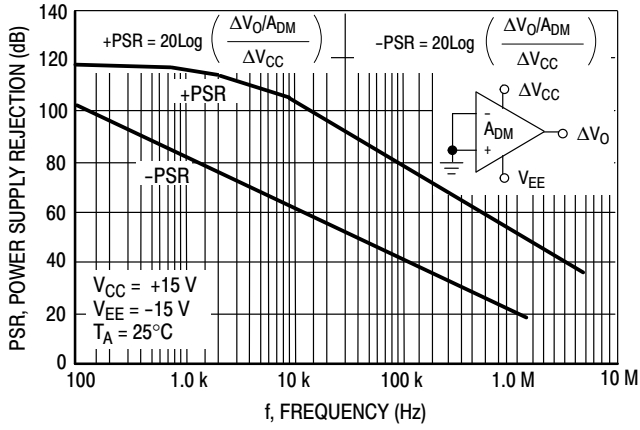 PSR, POWER SUPPLY REJECTION (dB)
140
120
100
80
60
40
20
0
+PSR = 20Log ( ΔVO/ADM / ΔVCC )
−PSR = 20Log ( ΔVO/ADM / ΔVCC )
+PSR
−PSR
ΔVCC
−
ADM
+
ΔVO
VEE
VCC = +15 V
VEE = −15 V
TA = 25°C
100
1.0 k
10 k
100 k
1.0 M
10 M
f, FREQUENCY (Hz)